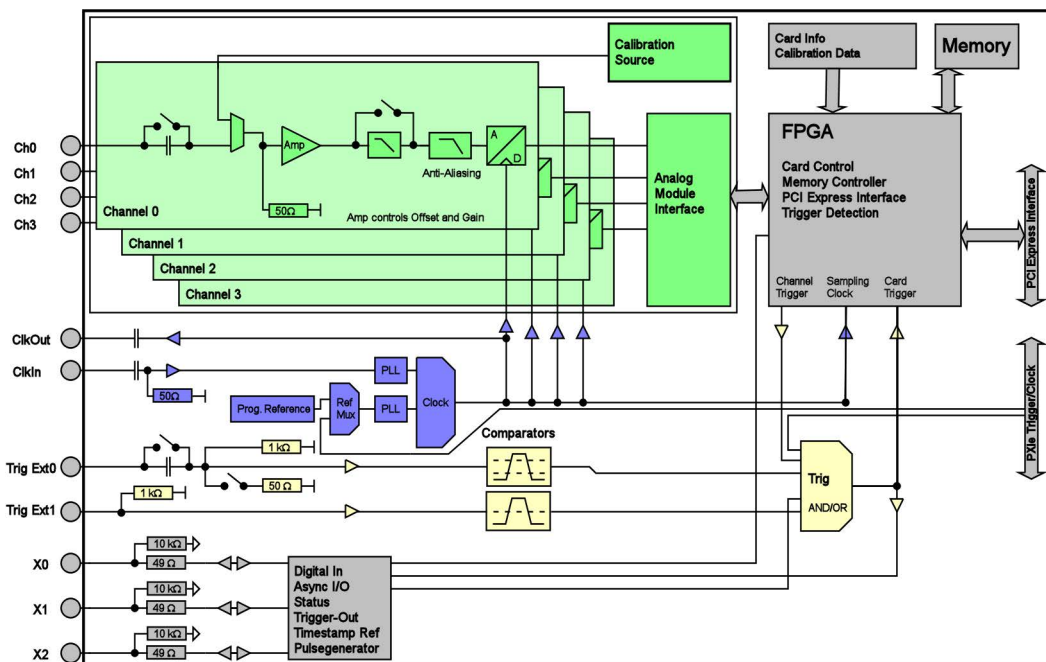 Calibration
Source
Card Info
Calibration Data
Memory
Ch0
Ch1
Ch2
Ch3
Amp
A
D
Anti-Aliasing
50Ω
Amp controls Offset and Gain
Channel 0
Channel 1
Channel 2
Channel 3
Analog
Module
Interface
FPGA
Card Control
Memory Controller
PCI Express Interface
Trigger Detection
Channel
Trigger
Sampling
Clock
Card
Trigger
PCI Express Interface
PXIe Trigger/Clock
ClkOut
ClkIn
50Ω
PLL
Prog. Reference
Ref
Mux
PLL
Clock
Comparators
Trig Ext0
1 kΩ
50 Ω
Trig Ext1
1 kΩ
Trig
AND/OR
X0
10 kΩ
49 Ω
X1
10 kΩ
49 Ω
X2
10 kΩ
49 Ω
Digital In
Async I/O
Status
Trigger-Out
Timestamp Ref
Pulsegenerator